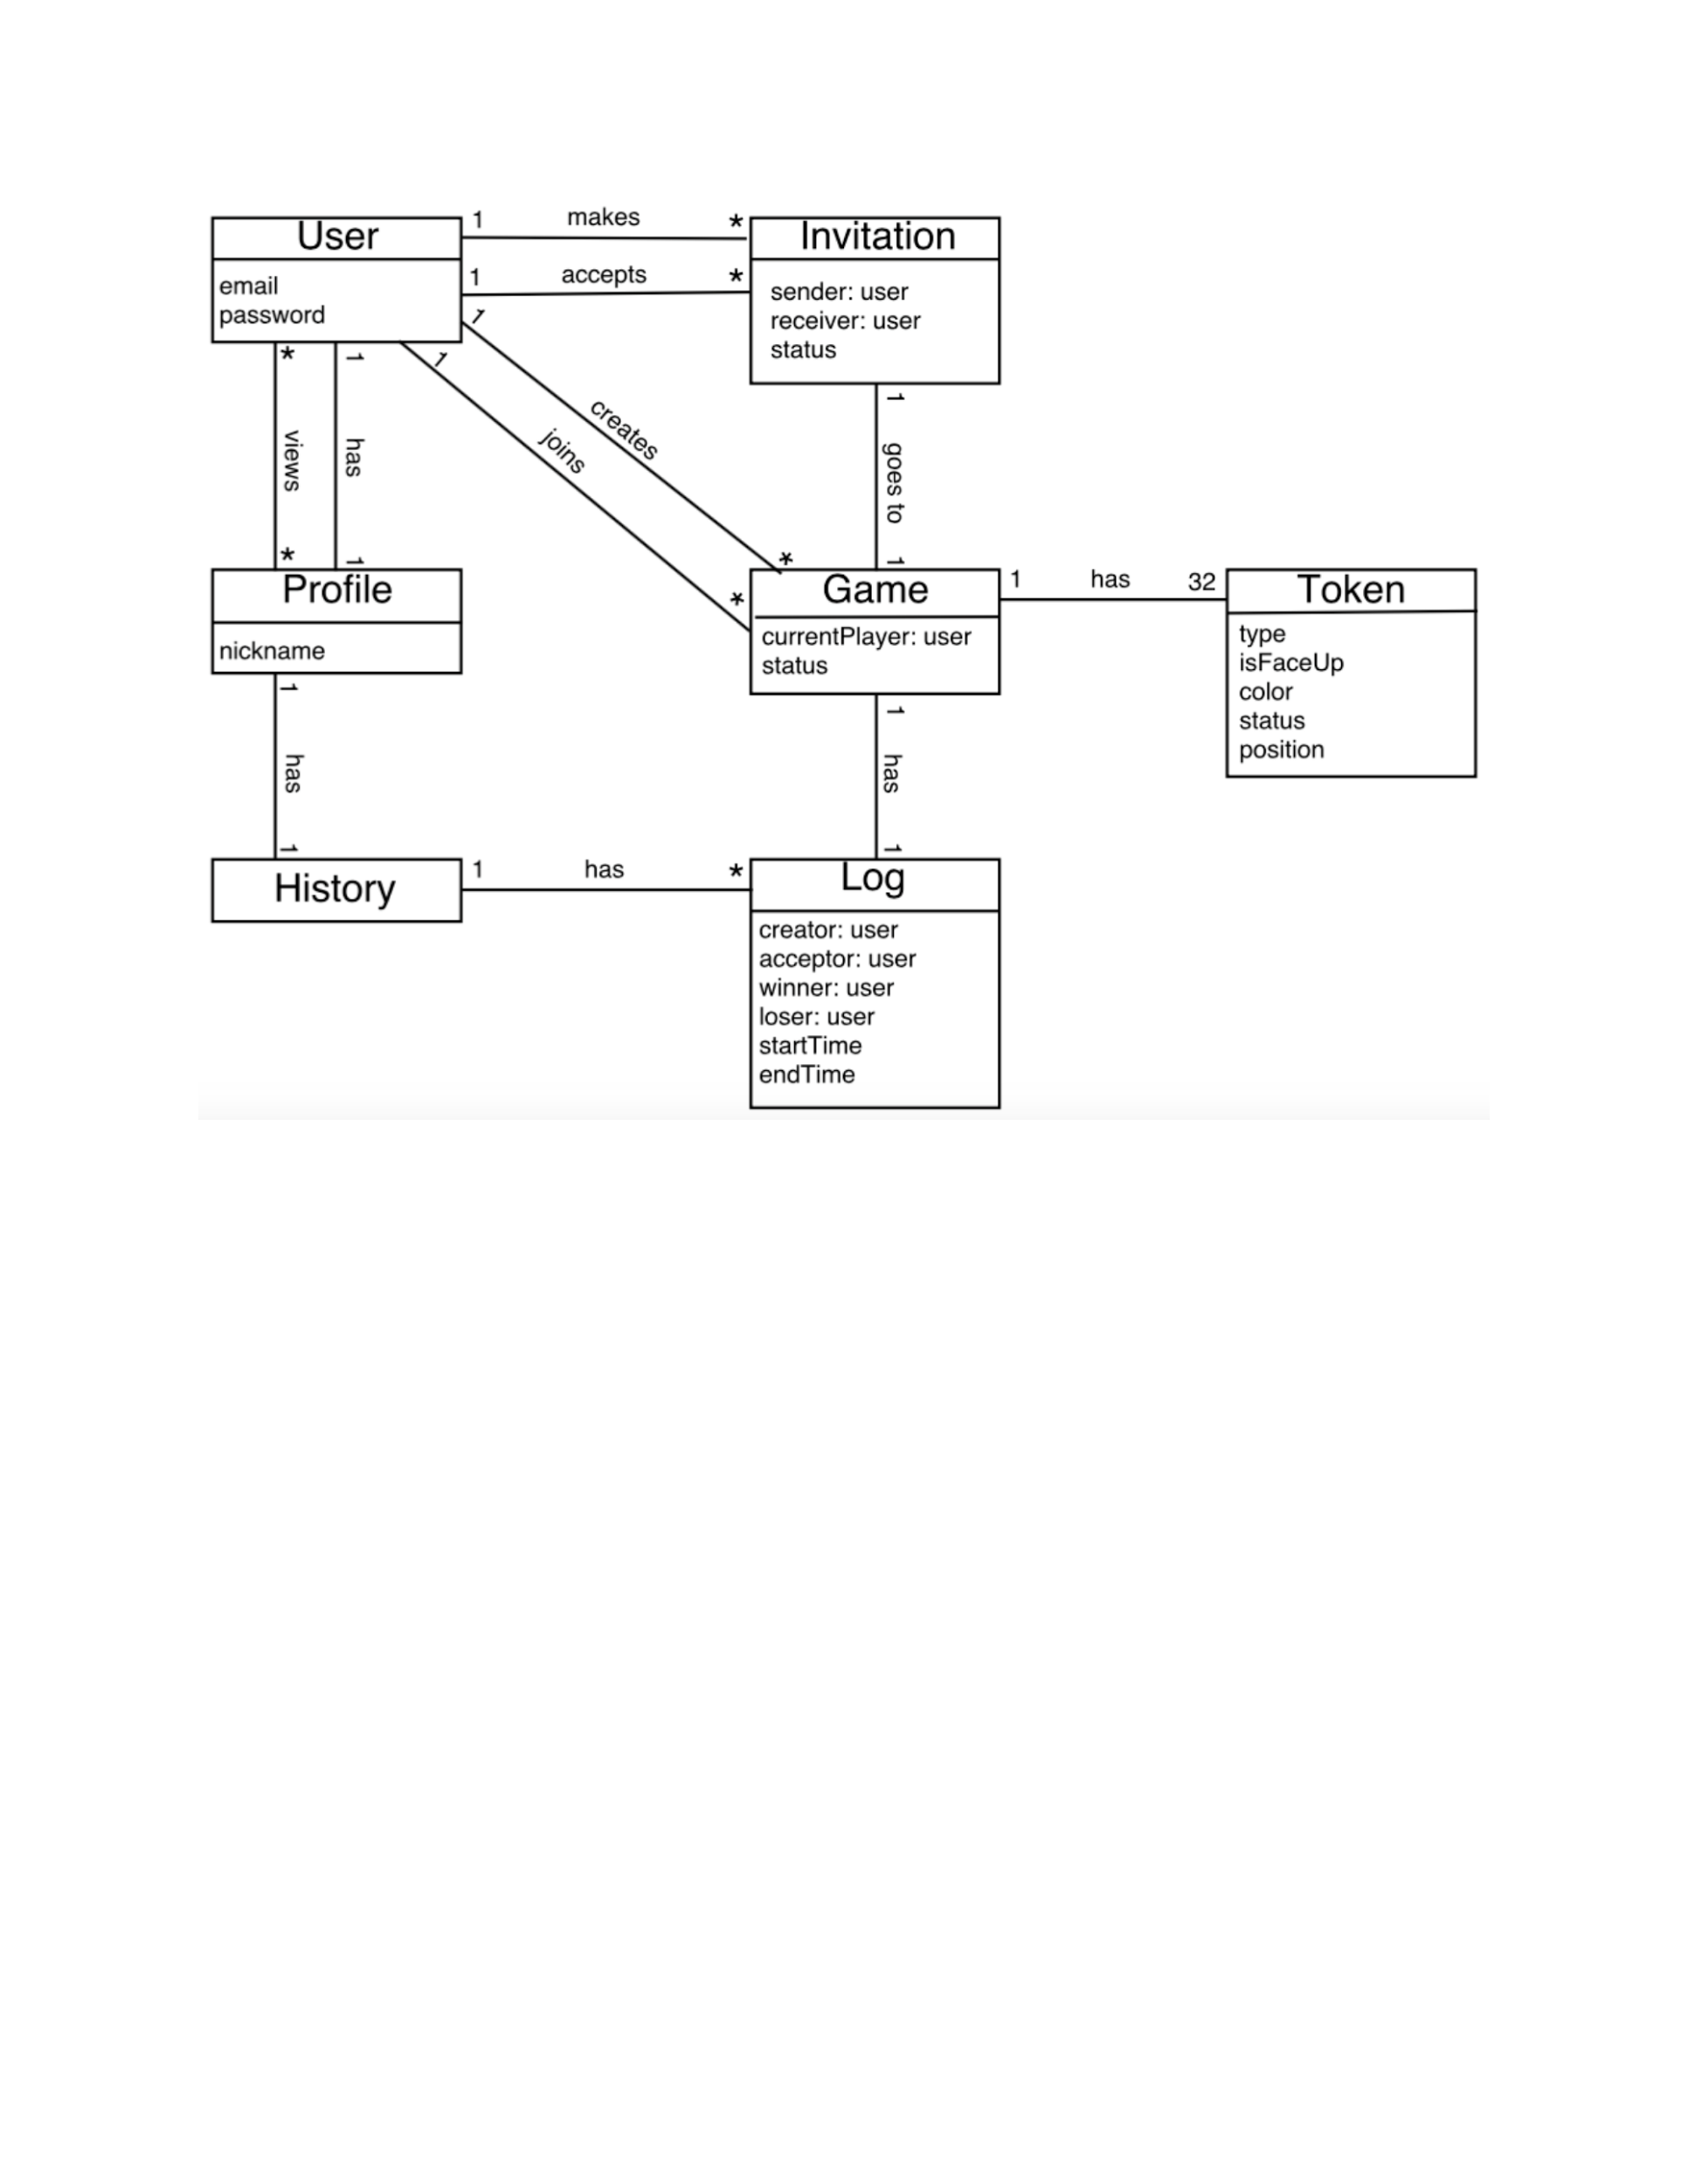 User
email
password
1 makes *
1 accepts *
Invitation
sender: user
receiver: user
status
* views *
1 has 1
1 creates *
1 joins *
1 goes to 1
Profile
nickname
Game
currentPlayer: user
status
1 has 32
Token
type
isFaceUp
color
status
position
1 has 1
1 has 1
History
1 has *
Log
creator: user
acceptor: user
winner: user
loser: user
startTime
endTime